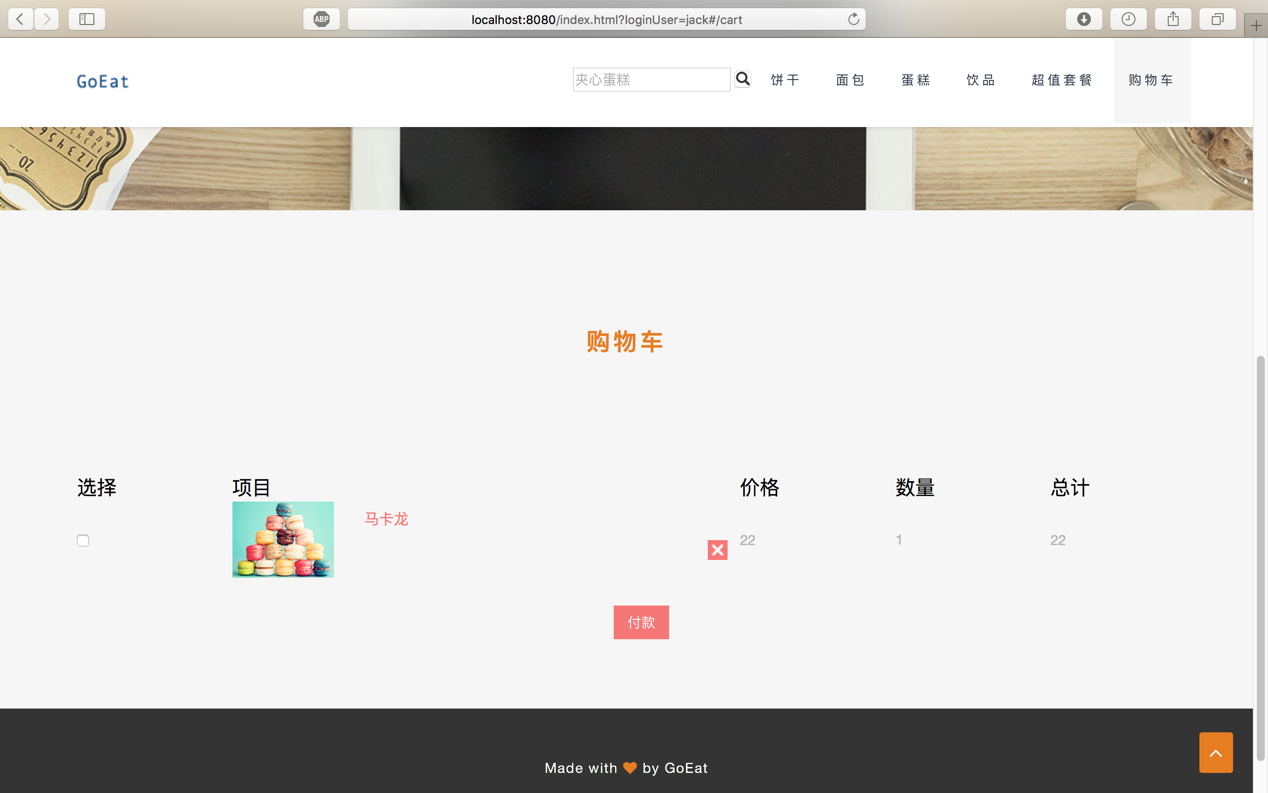 ABP
localhost:8080/index.html?loginUser=jack#/cart
GoEat
夹心蛋糕
饼干
面包
蛋糕
饮品
超值套餐
购物车
20
购物车
选择
项目
价格
数量
总计
马卡龙
22
1
22
付款
Made with by GoEat